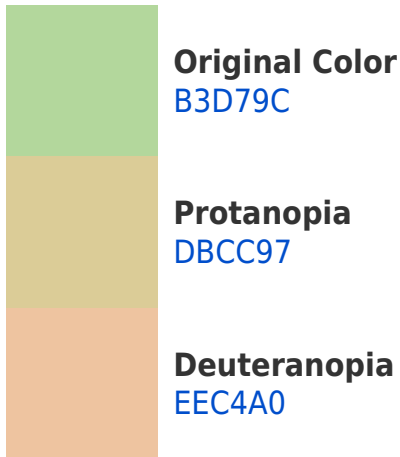 Original Color
B3D79C
Protanopia
DBCC97
Deuteranopia
EEC4A0